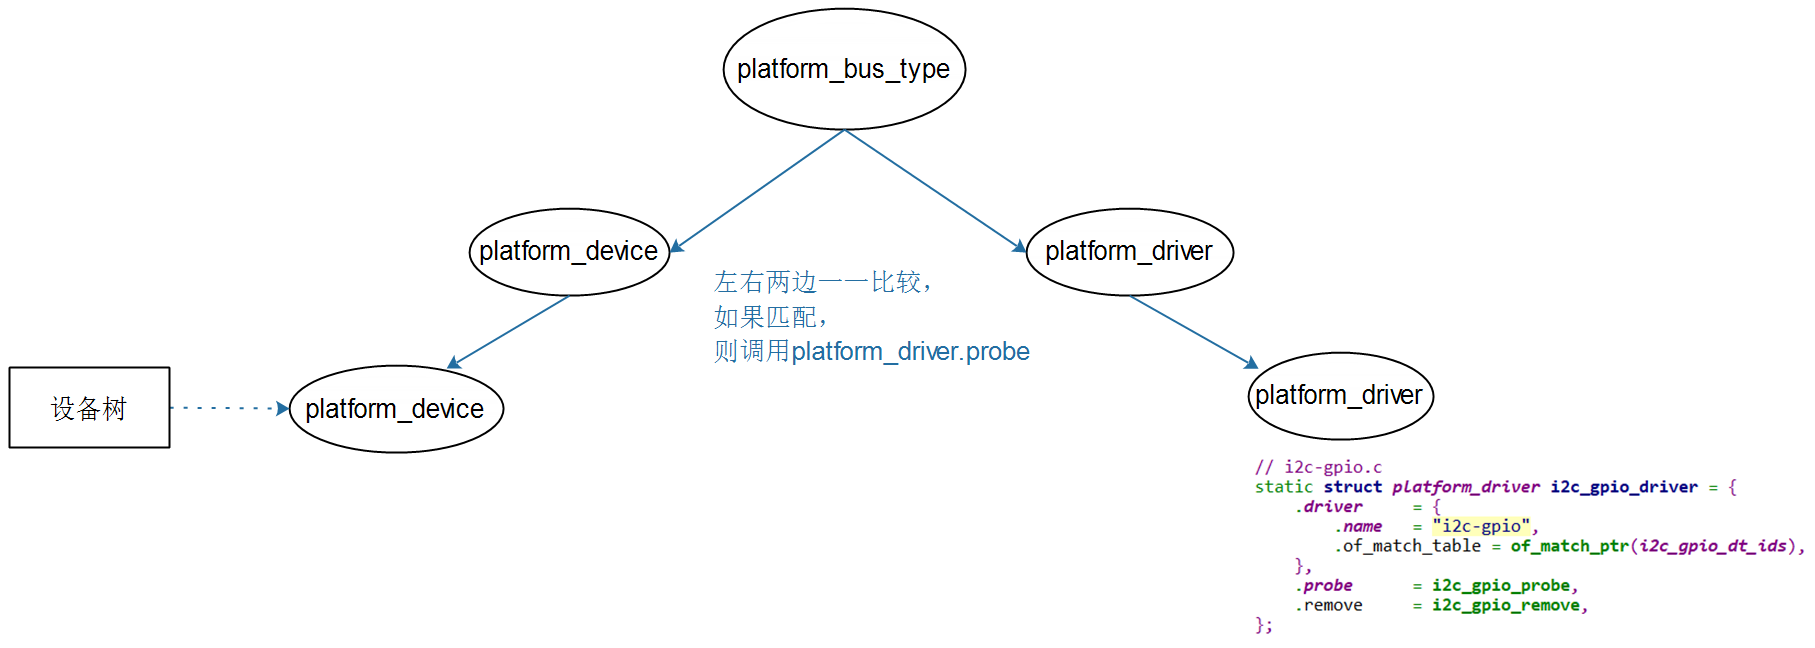 platform_bus_type
platform_device
platform_driver
左右两边一一比较，
如果匹配，
则调用platform_driver.probe
设备树
platform_device
platform_driver
// i2c-gpio.c
static struct platform_driver i2c_gpio_driver = {
.driver = {
.name = "i2c-gpio",
.of_match_table = of_match_ptr(i2c_gpio_dt_ids),
},
.probe = i2c_gpio_probe,
.remove = i2c_gpio_remove,
};